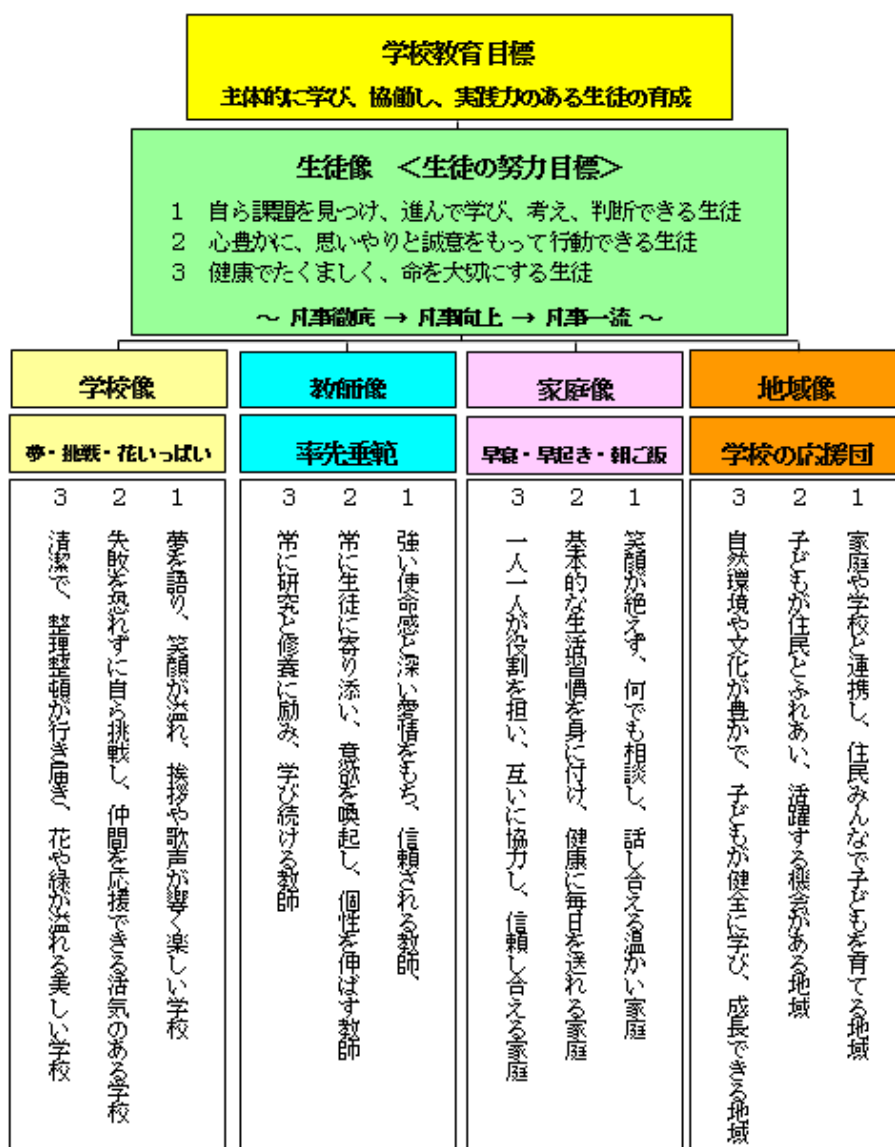 学校教育目標
主体的に学び、協働し、実践力のある生徒の育成
生徒像 <生徒の努力目標>
1 自ら課題を見つけ、進んで学び、考え、判断できる生徒
2 心豊かに、思いやりと誠意をもって行動できる生徒
3 健康でたくましく、命を大切にする生徒
～ 凡事徹底 → 凡事向上 → 凡事一流 ～
学校像
夢・挑戦・花いっぱい
1 夢を語り、笑顔が溢れ、挨拶や歌声が響く楽しい学校
2 失敗を恐れずに自ら挑戦し、仲間を応援できる活気のある学校
3 清潔で、整理整頓が行き届き、花や緑が溢れる美しい学校
教師像
率先垂範
1 強い使命感と深い愛情をもち、信頼される教師、
2 常に生徒に寄り添い、意欲を喚起し、個性を伸ばす教師
3 常に研究と修養に励み、学び続ける教師
家庭像
早寝・早起き・朝ご飯
1 笑顔が絶えず、何でも相談し、話し合える温かい家庭
2 基本的な生活習慣を身に付け、健康に毎日を送れる家庭
3 一人一人が役割を担い、互いに協力し、信頼し合える家庭
地域像
学校の応援団
1 家庭や学校と連携し、住民みんなで子どもを育てる地域
2 子どもが住民とふれあい、活躍する機会がある地域
3 自然環境や文化が豊かで、子どもが健全に学び、成長できる地域